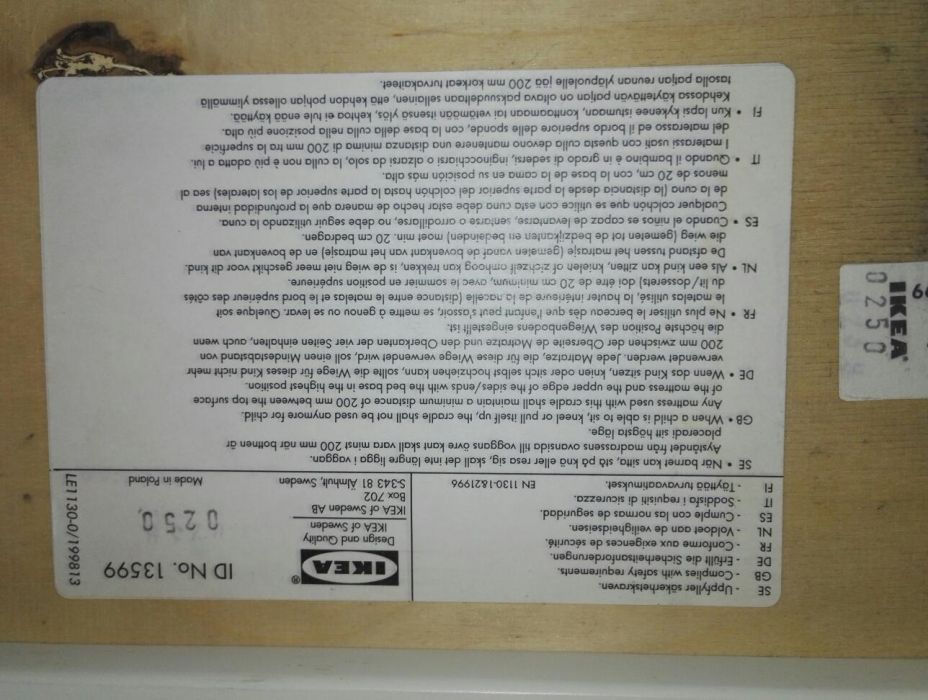 SE - Uppfyller säkerhetskraven.
GB - Complies with safety requirements.
DE - Erfüllt die Sicherheitsanforderungen.
FR - Conforme aux exigences de sécurité.
NL - Voldoet aan de veiligheidseisen.
ES - Cumple con las normas de seguridad.
IT - Soddisfa i requisiti di sicurezza.
FI - Täyttää turvavaatimukset. EN 1130-1&2:1996
IKEA®
Design and Quality
IKEA of Sweden
IKEA of Sweden AB
Box 702
S-343 81 Älmhult, Sweden
ID No. 13599
0250
Made in Poland
LE1130-0/199813
SE • När barnet kan sitta, stå på knä eller resa sig, skall det inte längre ligga i vaggan.
Avståndet från madrassens ovansida till vaggans övre kant skall vara minst 200 mm när bottnen är
placerad i sitt högsta läge.
GB • When a child is able to sit, kneel or pull itself up, the cradle shall not be used anymore for child.
Any mattress used with this cradle shall maintain a minimum distance of 200 mm between the top surface
of the mattress and the upper edge of the sides/ends with the bed base in the highest position.
DE • Wenn das Kind sitzen, knien oder stich selbst hochziehen kann, sollte die Wiege für dieses Kind nicht mehr
verwendet werden. Jede Matratze, die für diese Wiege verwendet wird, soll einen Mindestabstand von
200 mm zwischen der Oberseite de Matratze und den Oberkanten der vier Seiten einhalten, auch wenn
die höchste Position des Wiegenbodens eingestellt ist.
FR • Ne plus utiliser le berceau dès que l'enfant peut s'assoir, se mettre à genou ou se lever. Quelque soit
le matelas utilisé, la hauter intérieure de la nacelle (distance entre le matelas et le bord supérieur des côtés
du lit/dosserets) doi être de 20 cm minimum, avec le sommier en position supérieure.
NL • Als een kind kan zitten, knielen of zichzelf omhoog kan trekken, is de wieg niet meer geschikt voor dit kind.
De afstand tussen het matrasje (gemeten vanaf de bovenkant van het matrasje) en de bovenkant van
die wieg (gemeten tot de bedzijkanten en bedeinden) moet min. 20 cm bedragen.
ES • Cuando el niños es capaz de levantarse, sentarse o arrodillarse, no debe seguir utilizando la cuna.
Cualquer colchón que se utilice con esta cuna debe estar hecho de manera que la profundidad interna
de la cuna (la distancia desde la parte superior del colchón hasta la parte superior de los laterales) sea al
menos de 20 cm, con la base de la cama en su posición más alta.
IT • Quando il bambino è in grado di sedersi, inginocchiarsi o alzarsi da solo, la culla non è più adatta a lui.
I materassi usati con questa culla devono mantenere una distanza minima di 200 mm tra la superficie
del materasso ed il bordo superiore delle sponde, con la base della culla nella posizione più alta.
FI • Kun lapsi kykenee istumaan, konttaamaan tai vetämään itsensä ylös, kehtoa ei tule enää käyttää.
Kehdossa käytettävän patjan on oltava paksuudeltaan sellainen, että kehdon pohjan ollessa ylimmällä
tasolla patjan reunan yläpuolelle jää 200 mm korkeat turvakaiteet.
IKEA®
0250